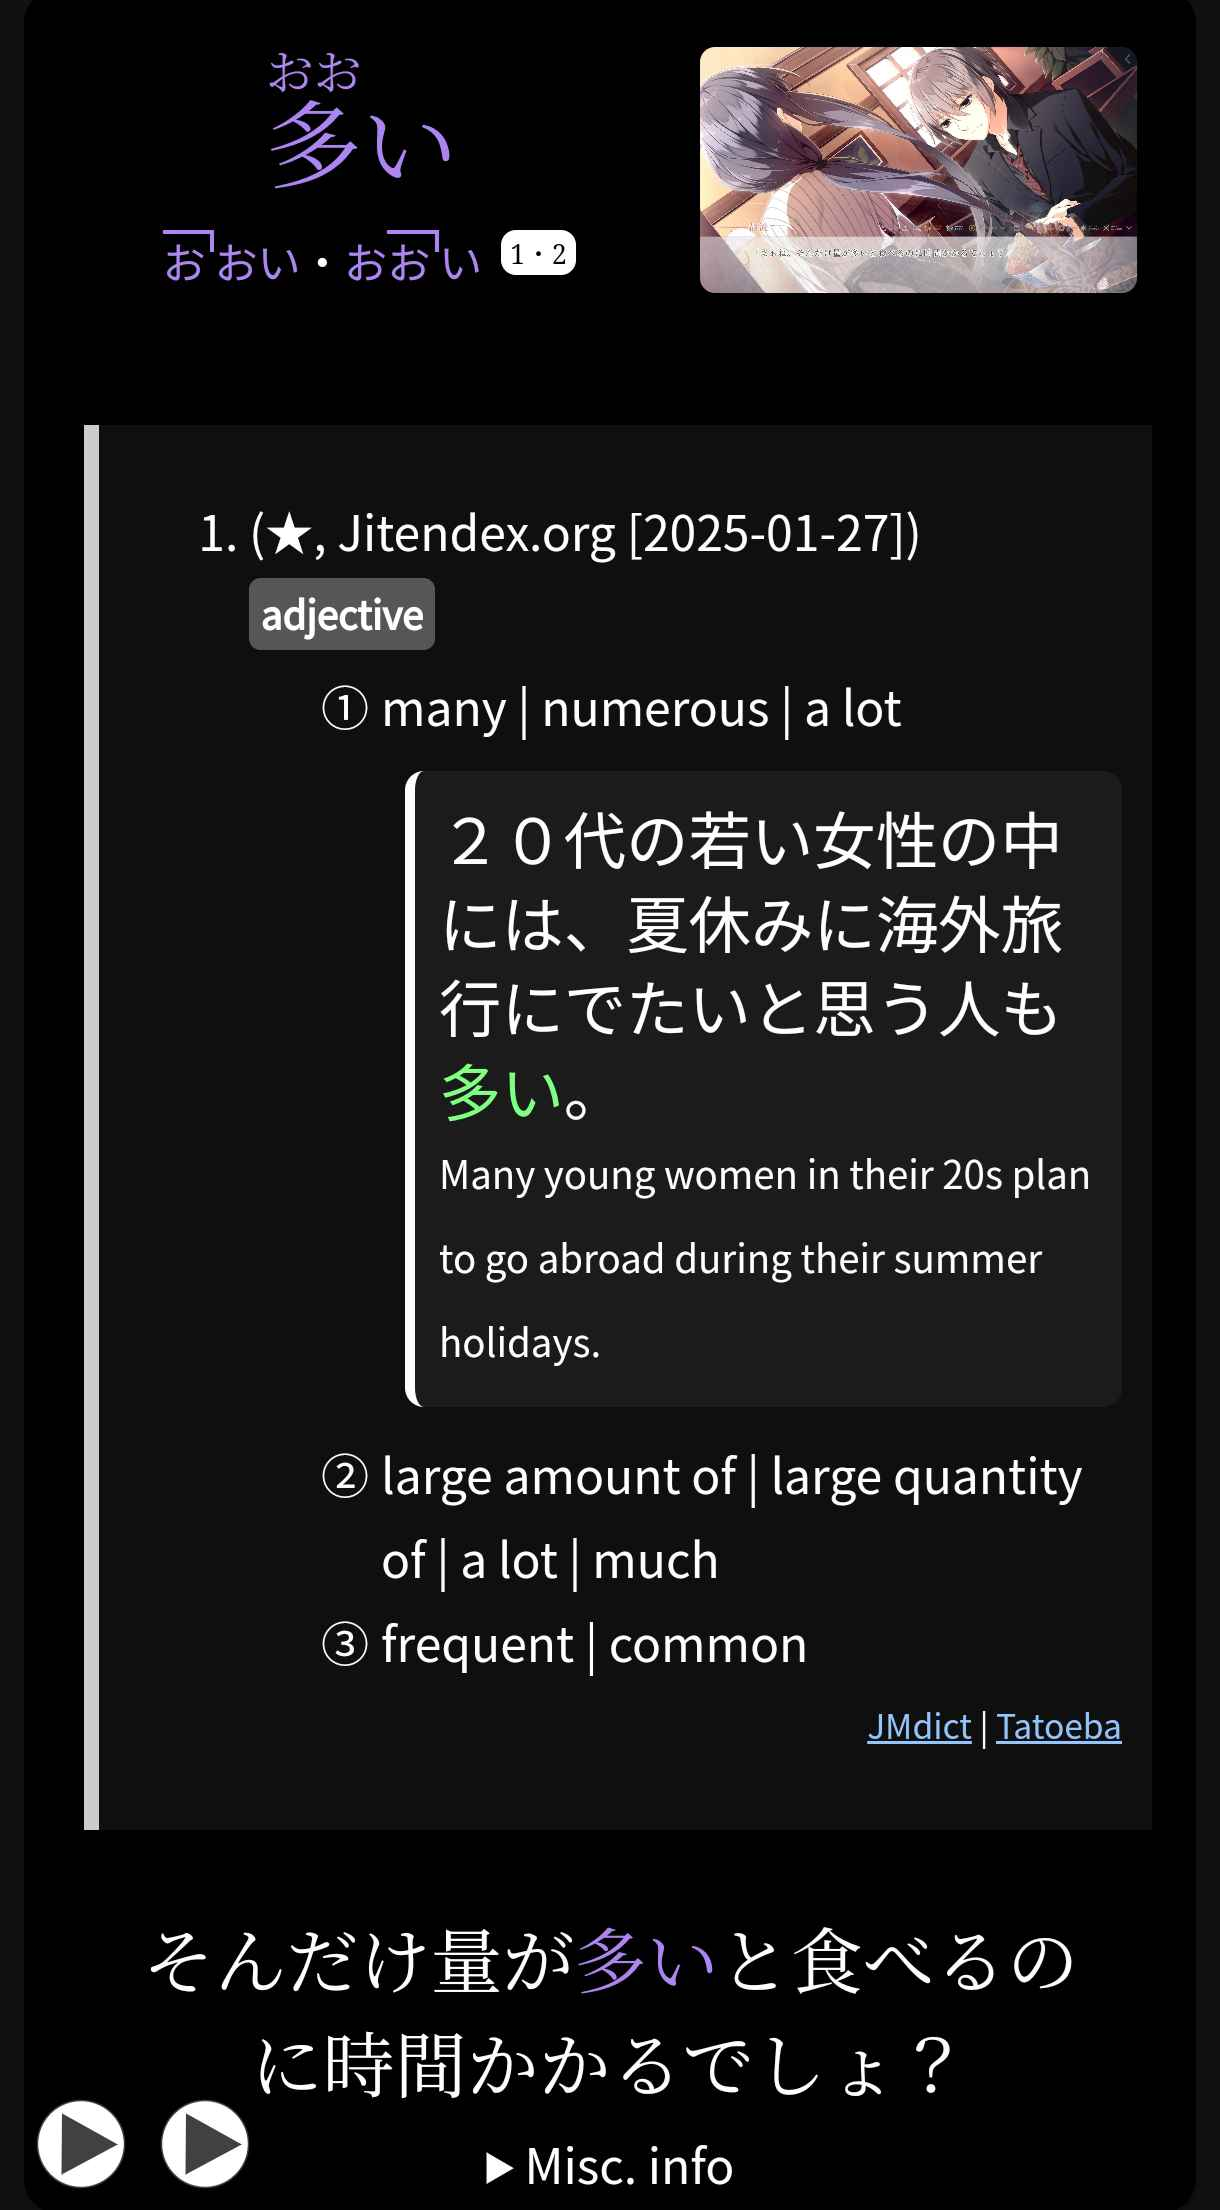 おお
多い
おおい・おおい 1・2
1. (★, Jitendex.org [2025-01-27])
adjective
① many | numerous | a lot
２０代の若い女性の中
には、夏休みに海外旅
行にでたいと思う人も
多い。
Many young women in their 20s plan
to go abroad during their summer
holidays.
② large amount of | large quantity
of | a lot | much
③ frequent | common
JMdict | Tatoeba
そんだけ量が多いと食べるの
に時間かかるでしょ？
▶ Misc. info